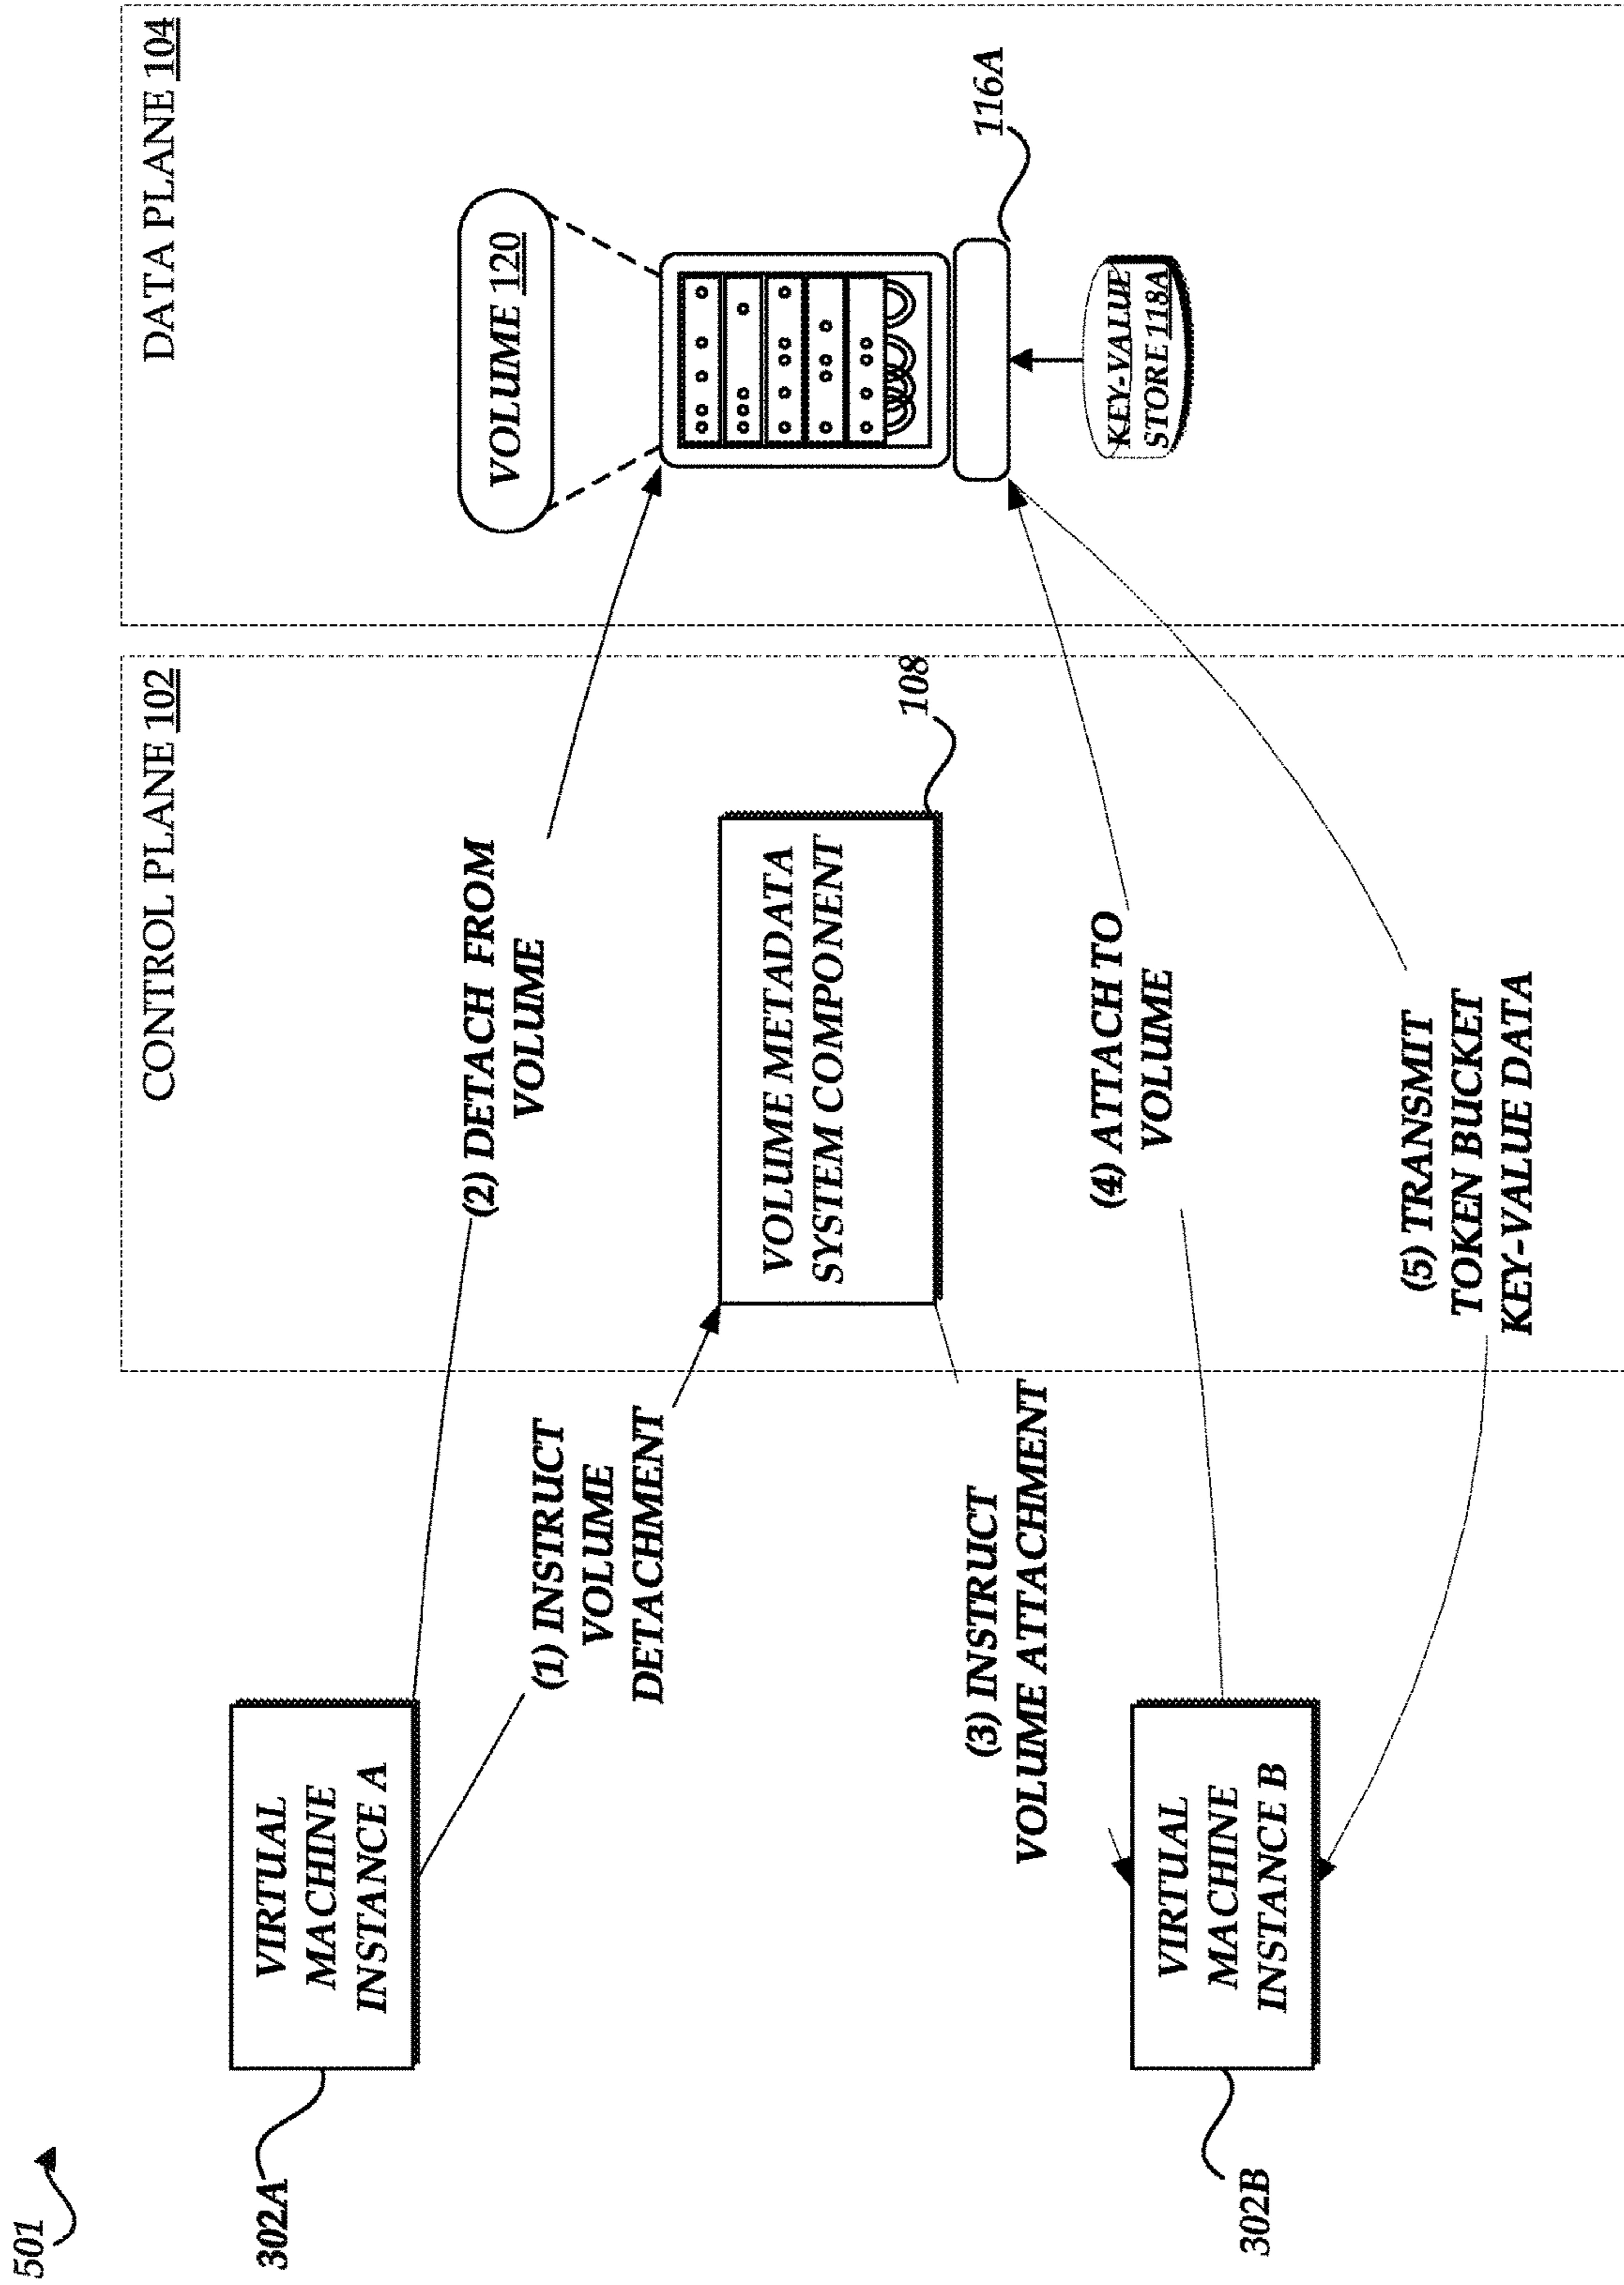 501
CONTROL PLANE 102
DATA PLANE 104
302A
VIRTUAL
MACHINE
INSTANCE A
(2) DETACH FROM
VOLUME
VOLUME 120
(1) INSTRUCT
VOLUME
DETACHMENT
VOLUME METADATA
SYSTEM COMPONENT
108
116A
(3) INSTRUCT
VOLUME ATTACHMENT
(4) ATTACH TO
VOLUME
KEY-VALUE
STORE 118A
302B
VIRTUAL
MACHINE
INSTANCE B
(5) TRANSMIT
TOKEN BUCKET
KEY-VALUE DATA